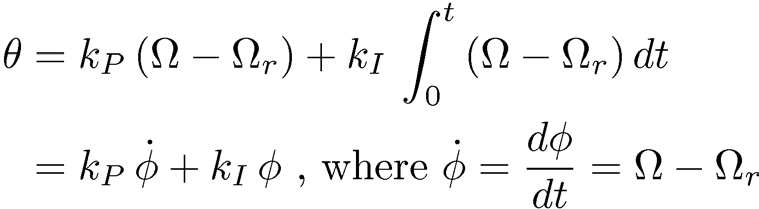 θ = k_P (Ω − Ω_r) + k_I ∫_0^t (Ω − Ω_r) dt
= k_P φ̇ + k_I φ , where φ̇ = dφ/dt = Ω − Ω_r